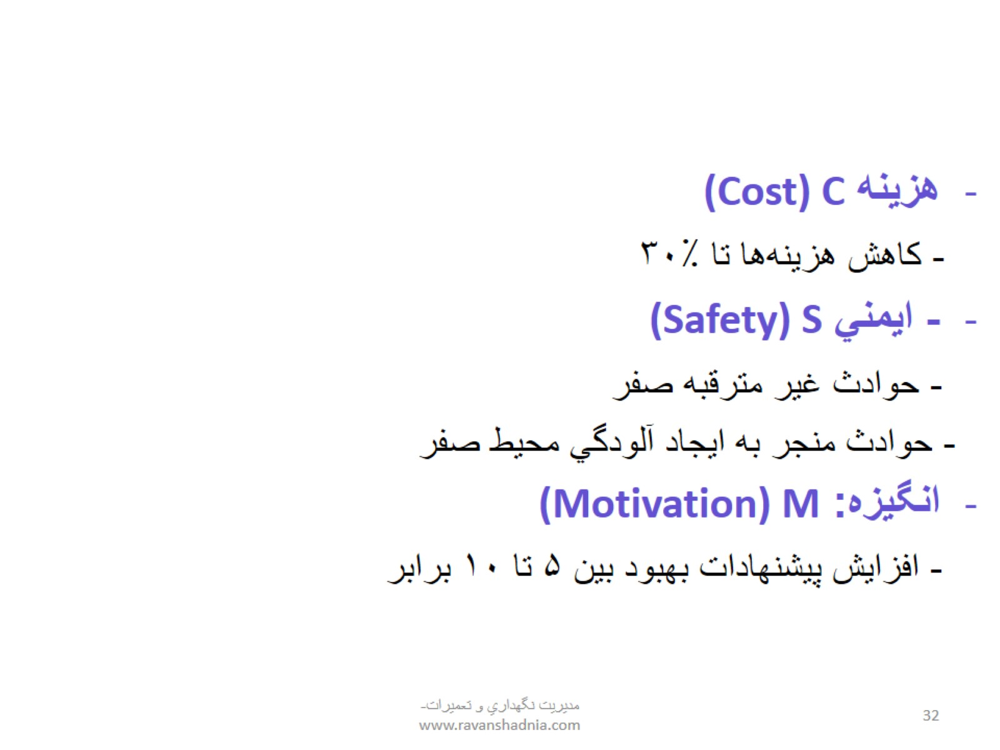 - هزينه C (Cost)
- كاهش هزينه‌ها تا ٪۳۰
- - ايمني S (Safety)
- حوادث غير مترقبه صفر
- حوادث منجر به ايجاد آلودگي محيط صفر
- انگيزه: M (Motivation)
- افزايش پيشنهادات بهبود بين ۵ تا ۱۰ برابر
مديريت نگهداري و تعميرات-
www.ravanshadnia.com
32